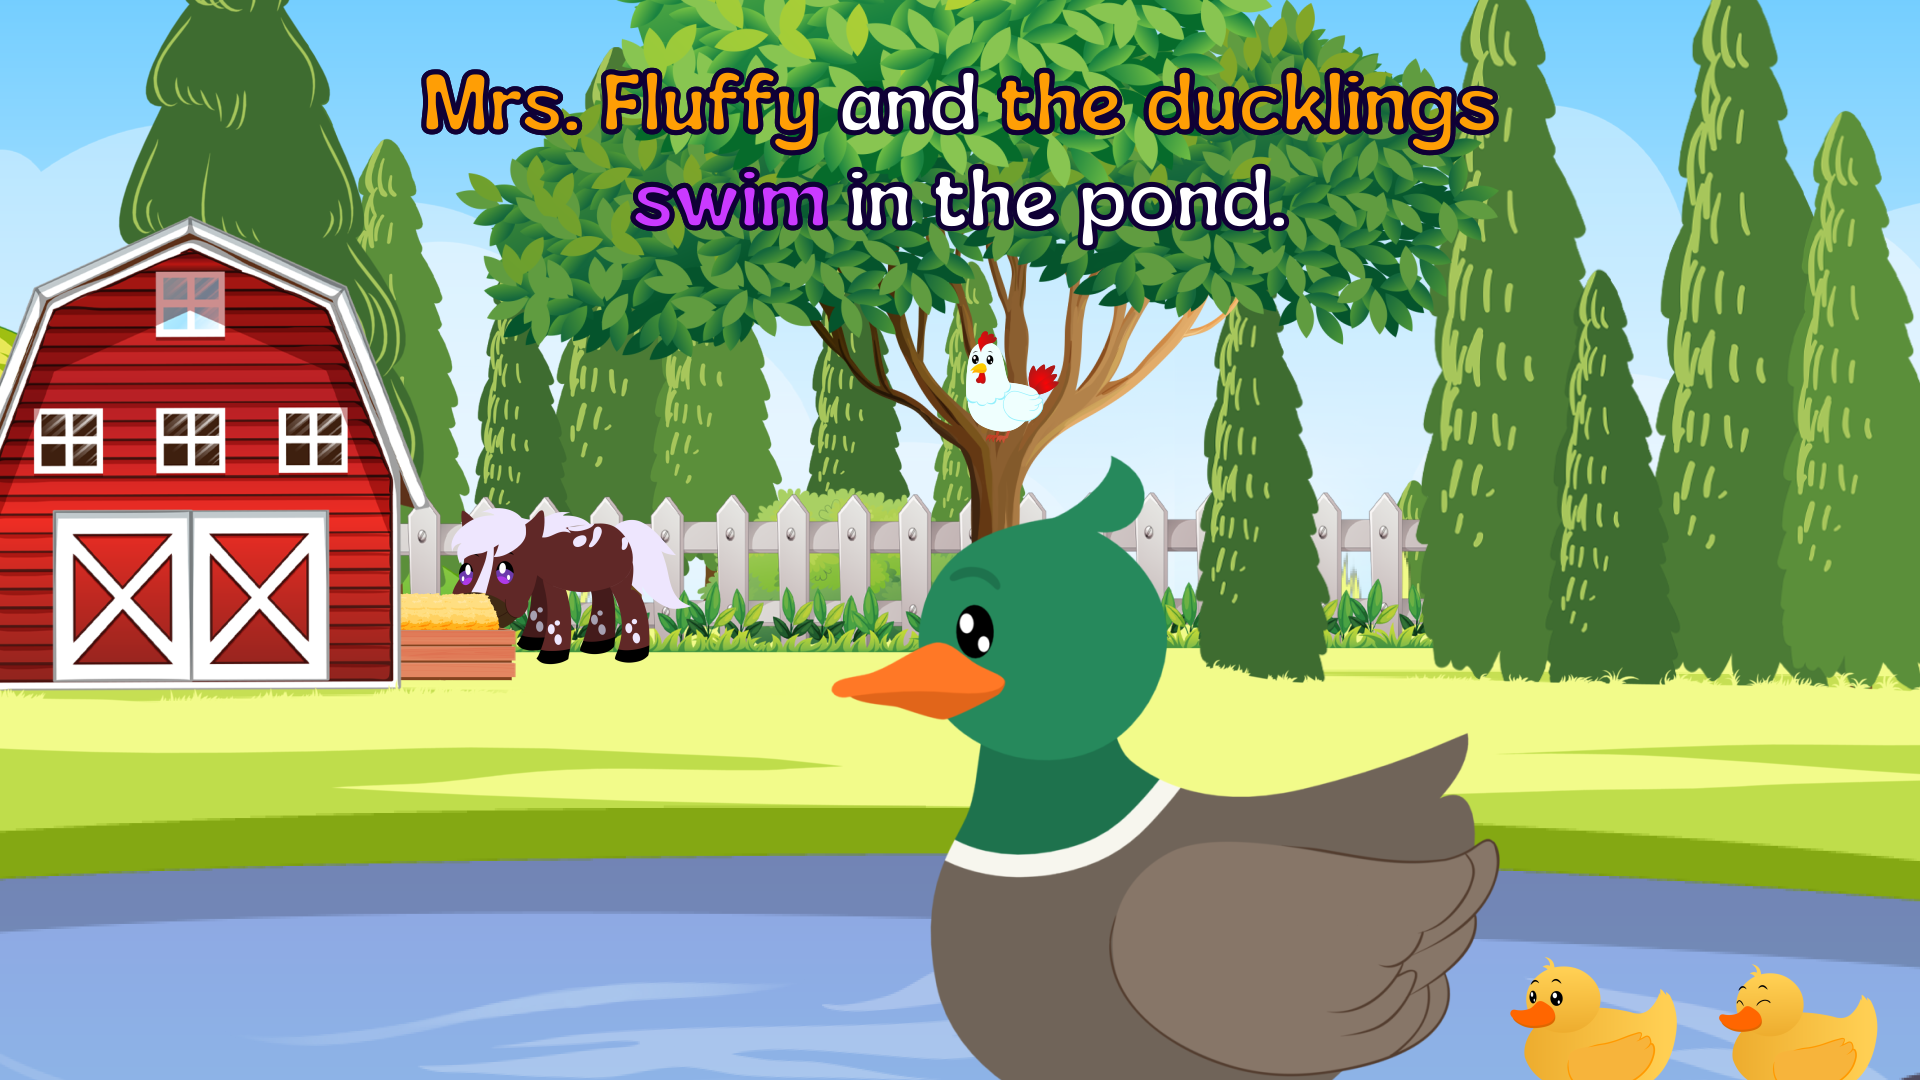 Mrs. Fluffy and the ducklings
swim in the pond.